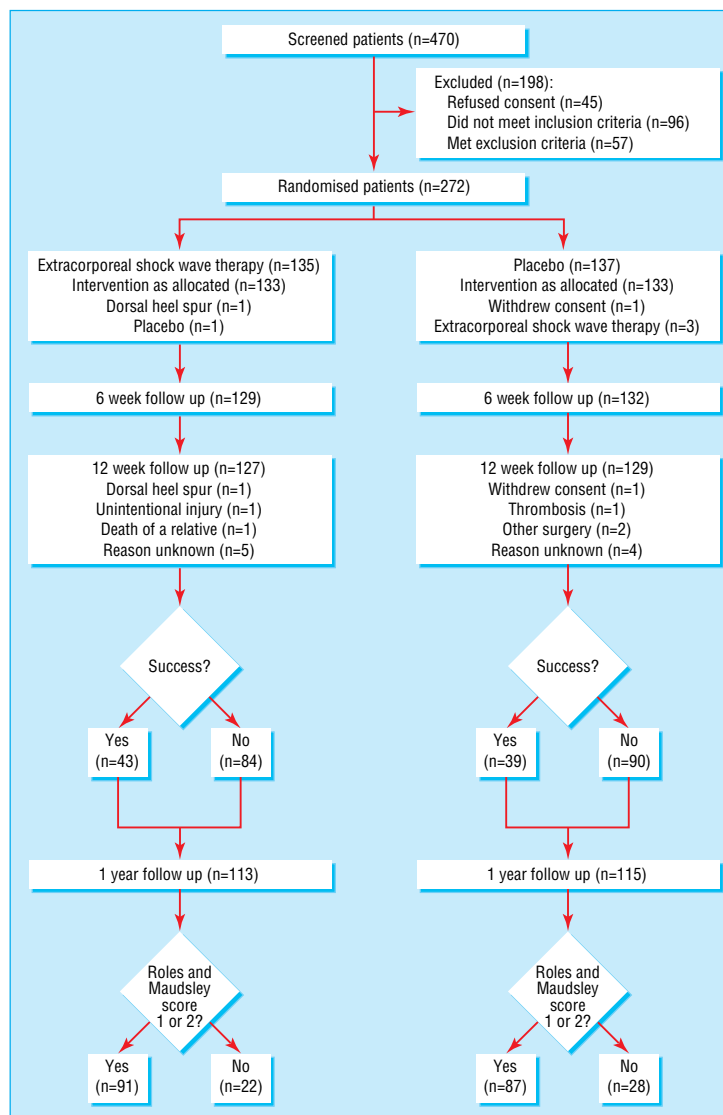 Screened patients (n=470)
Excluded (n=198):
Refused consent (n=45)
Did not meet inclusion criteria (n=96)
Met exclusion criteria (n=57)
Randomised patients (n=272)
Extracorporeal shock wave therapy (n=135)
Intervention as allocated (n=133)
Dorsal heel spur (n=1)
Placebo (n=1)
Placebo (n=137)
Intervention as allocated (n=133)
Withdrew consent (n=1)
Extracorporeal shock wave therapy (n=3)
6 week follow up (n=129)
6 week follow up (n=132)
12 week follow up (n=127)
Dorsal heel spur (n=1)
Unintentional injury (n=1)
Death of a relative (n=1)
Reason unknown (n=5)
12 week follow up (n=129)
Withdrew consent (n=1)
Thrombosis (n=1)
Other surgery (n=2)
Reason unknown (n=4)
Success?
Success?
Yes
(n=43)
No
(n=84)
Yes
(n=39)
No
(n=90)
1 year follow up (n=113)
1 year follow up (n=115)
Roles and
Maudsley
score
1 or 2?
Roles and
Maudsley
score
1 or 2?
Yes
(n=91)
No
(n=22)
Yes
(n=87)
No
(n=28)